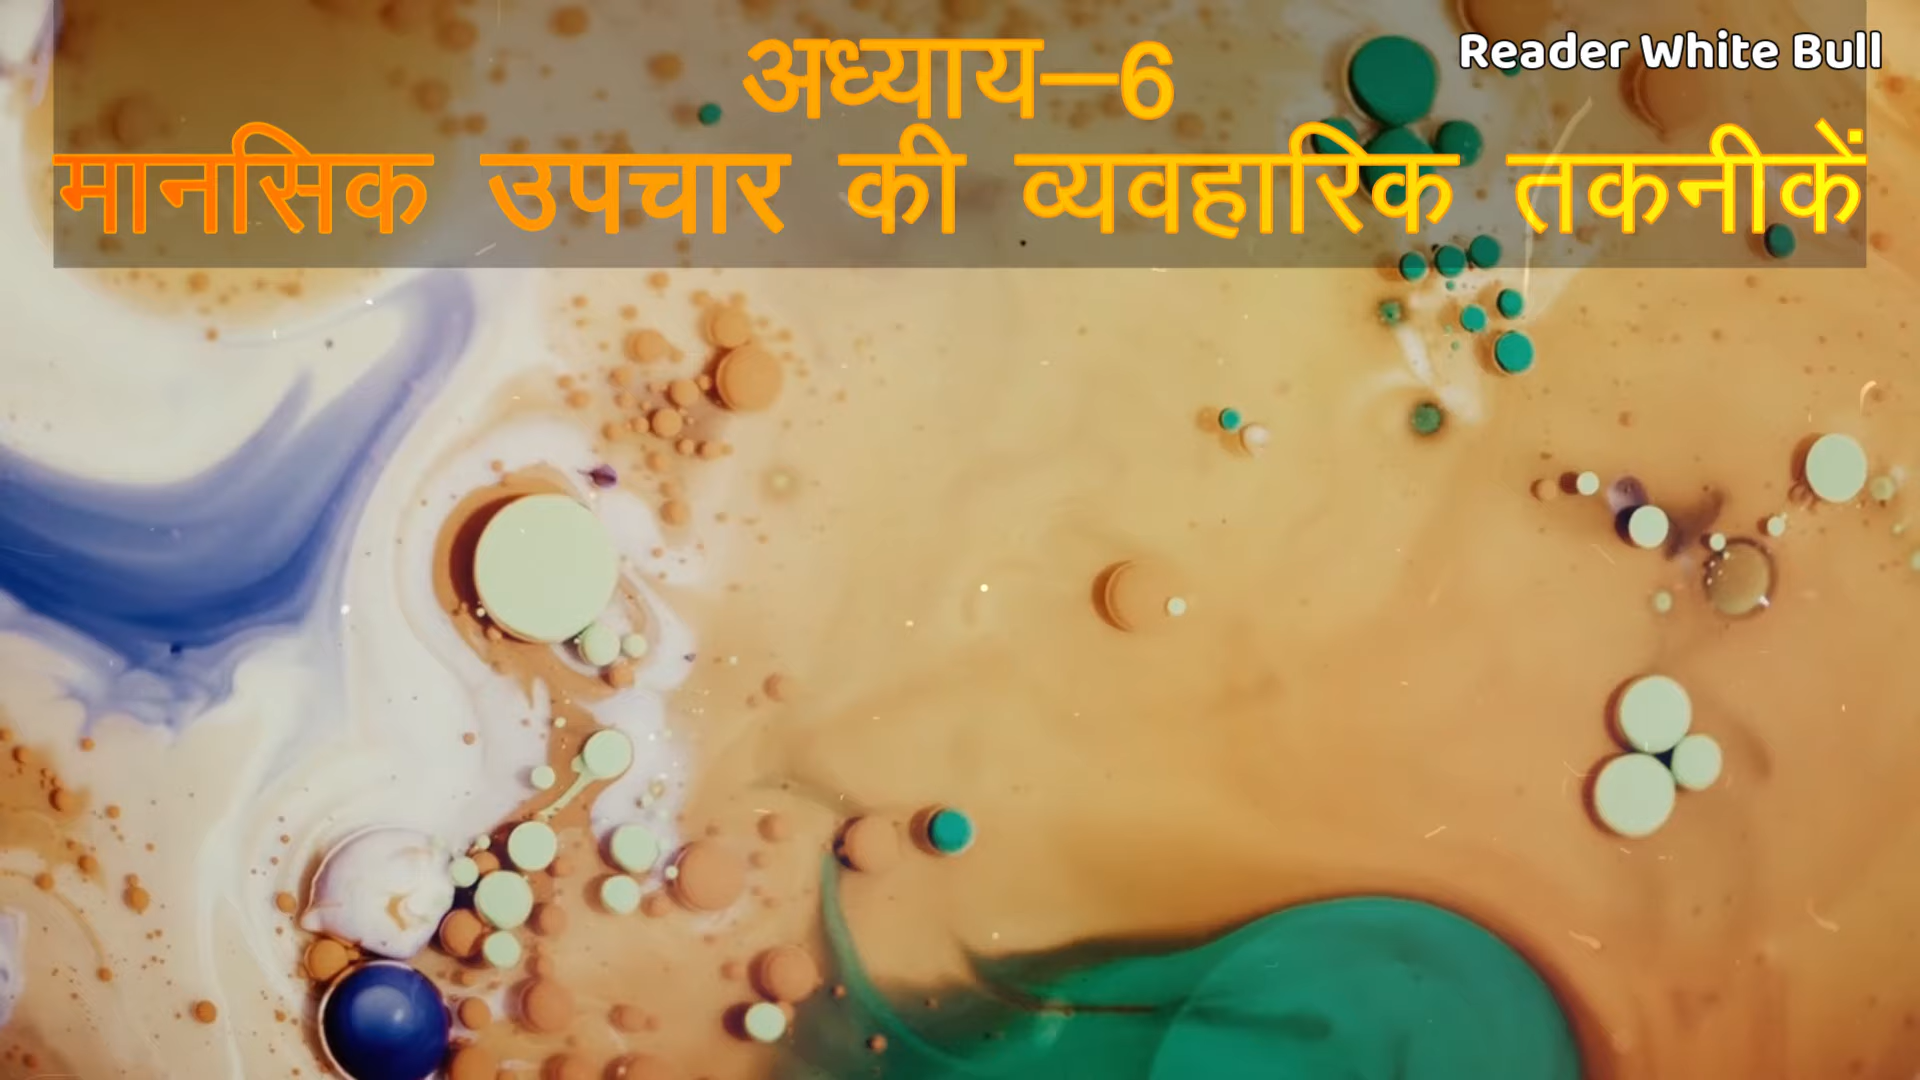 अध्याय—6
Reader White Bull
मानसिक उपचार की व्यवहारिक तकनीकें